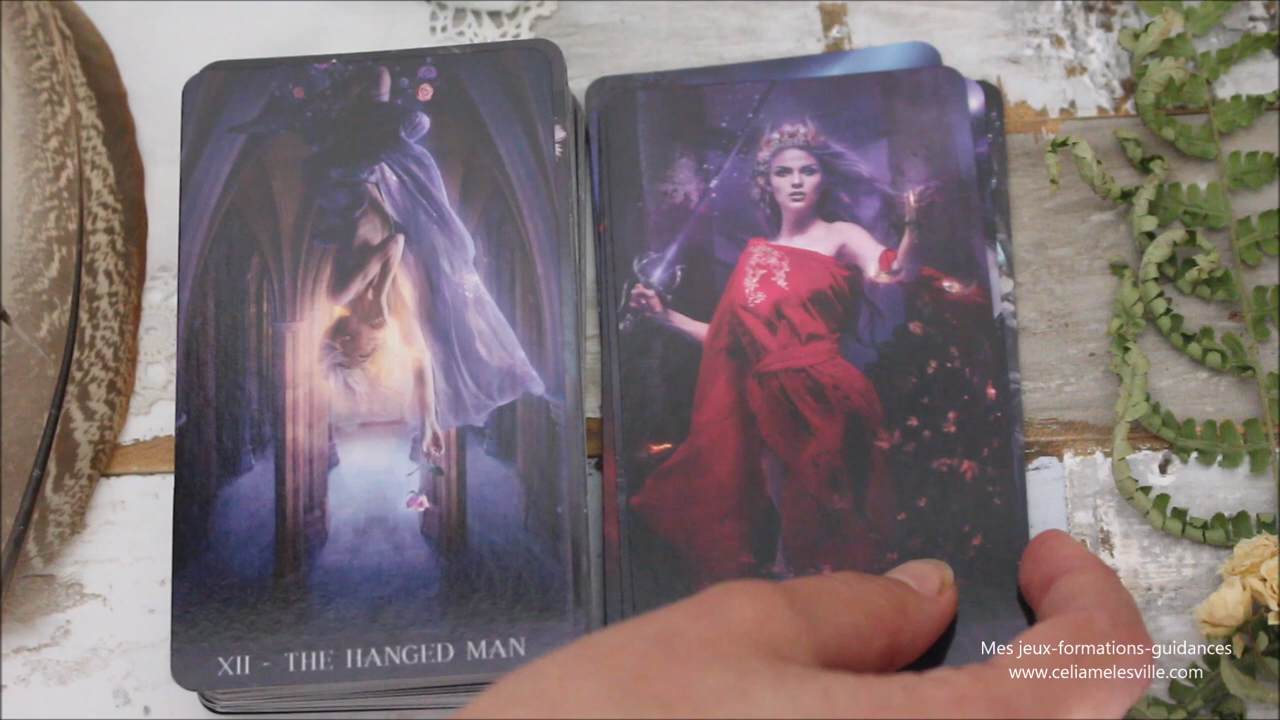 XII - THE HANGED MAN
Mes jeux-formations-guidances
www.celiamelesville.com